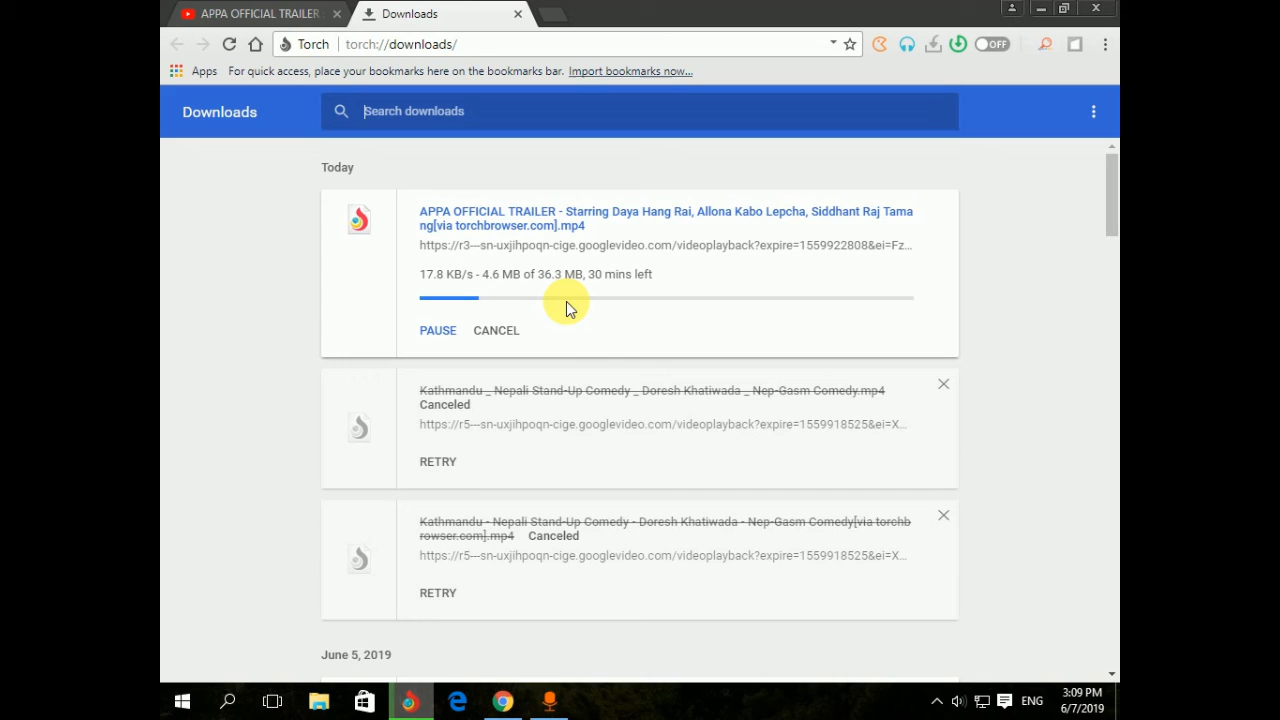 APPA OFFICIAL TRAILER
Downloads
Torch
torch://downloads/
OFF
Apps
For quick access, place your bookmarks here on the bookmarks bar.
Import bookmarks now...
Downloads
Search downloads
Today
APPA OFFICIAL TRAILER - Starring Daya Hang Rai, Allona Kabo Lepcha, Siddhant Raj Tama
ng[via torchbrowser.com].mp4
https://r3---sn-uxjihpoqn-cige.googlevideo.com/videoplayback?expire=1559922808&ei=Fz...
17.8 KB/s - 4.6 MB of 36.3 MB, 30 mins left
PAUSE
CANCEL
Kathmandu _ Nepali Stand-Up Comedy _ Doresh Khatiwada _ Nep-Gasm Comedy.mp4
Canceled
https://r5---sn-uxjihpoqn-cige.googlevideo.com/videoplayback?expire=1559918525&ei=X...
RETRY
Kathmandu - Nepali Stand-Up Comedy - Doresh Khatiwada - Nep-Gasm Comedy[via torchb
rowser.com].mp4 Canceled
https://r5---sn-uxjihpoqn-cige.googlevideo.com/videoplayback?expire=1559918525&ei=X...
RETRY
June 5, 2019
ENG
3:09 PM
6/7/2019